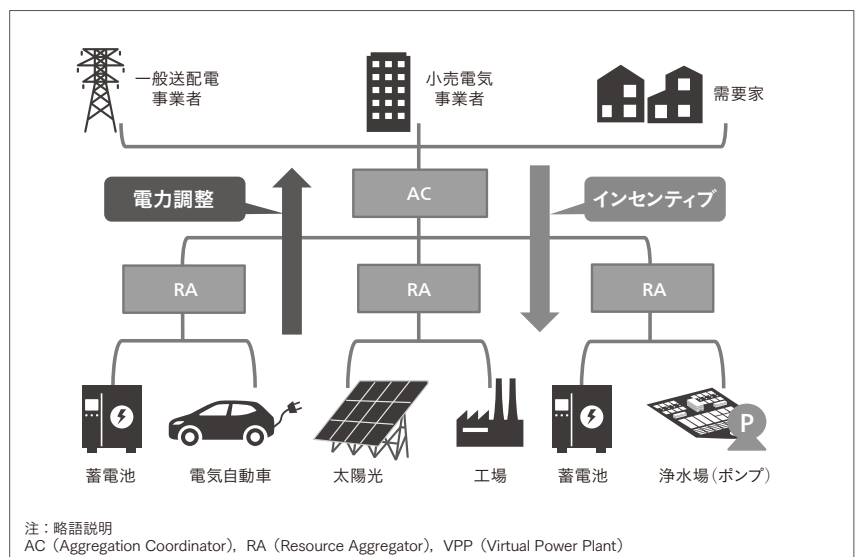 一般送配電
事業者
小売電気
事業者
需要家
電力調整
AC
インセンティブ
RA
RA
RA
P
蓄電池
電気自動車
太陽光
工場
蓄電池
浄水場(ポンプ)
注:略語説明
AC(Aggregation Coordinator),RA(Resource Aggregator),VPP(Virtual Power Plant)